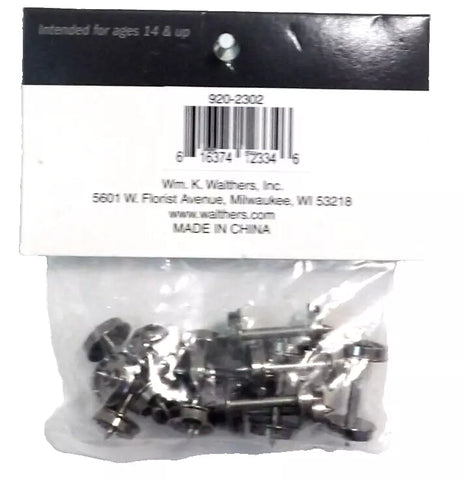 Intended for ages 14 & up
920-2302
6 16374 12334 6
Wm. K. Walthers, Inc.
5601 W. Florist Avenue, Milwaukee, WI 53218
www.walthers.com
MADE IN CHINA